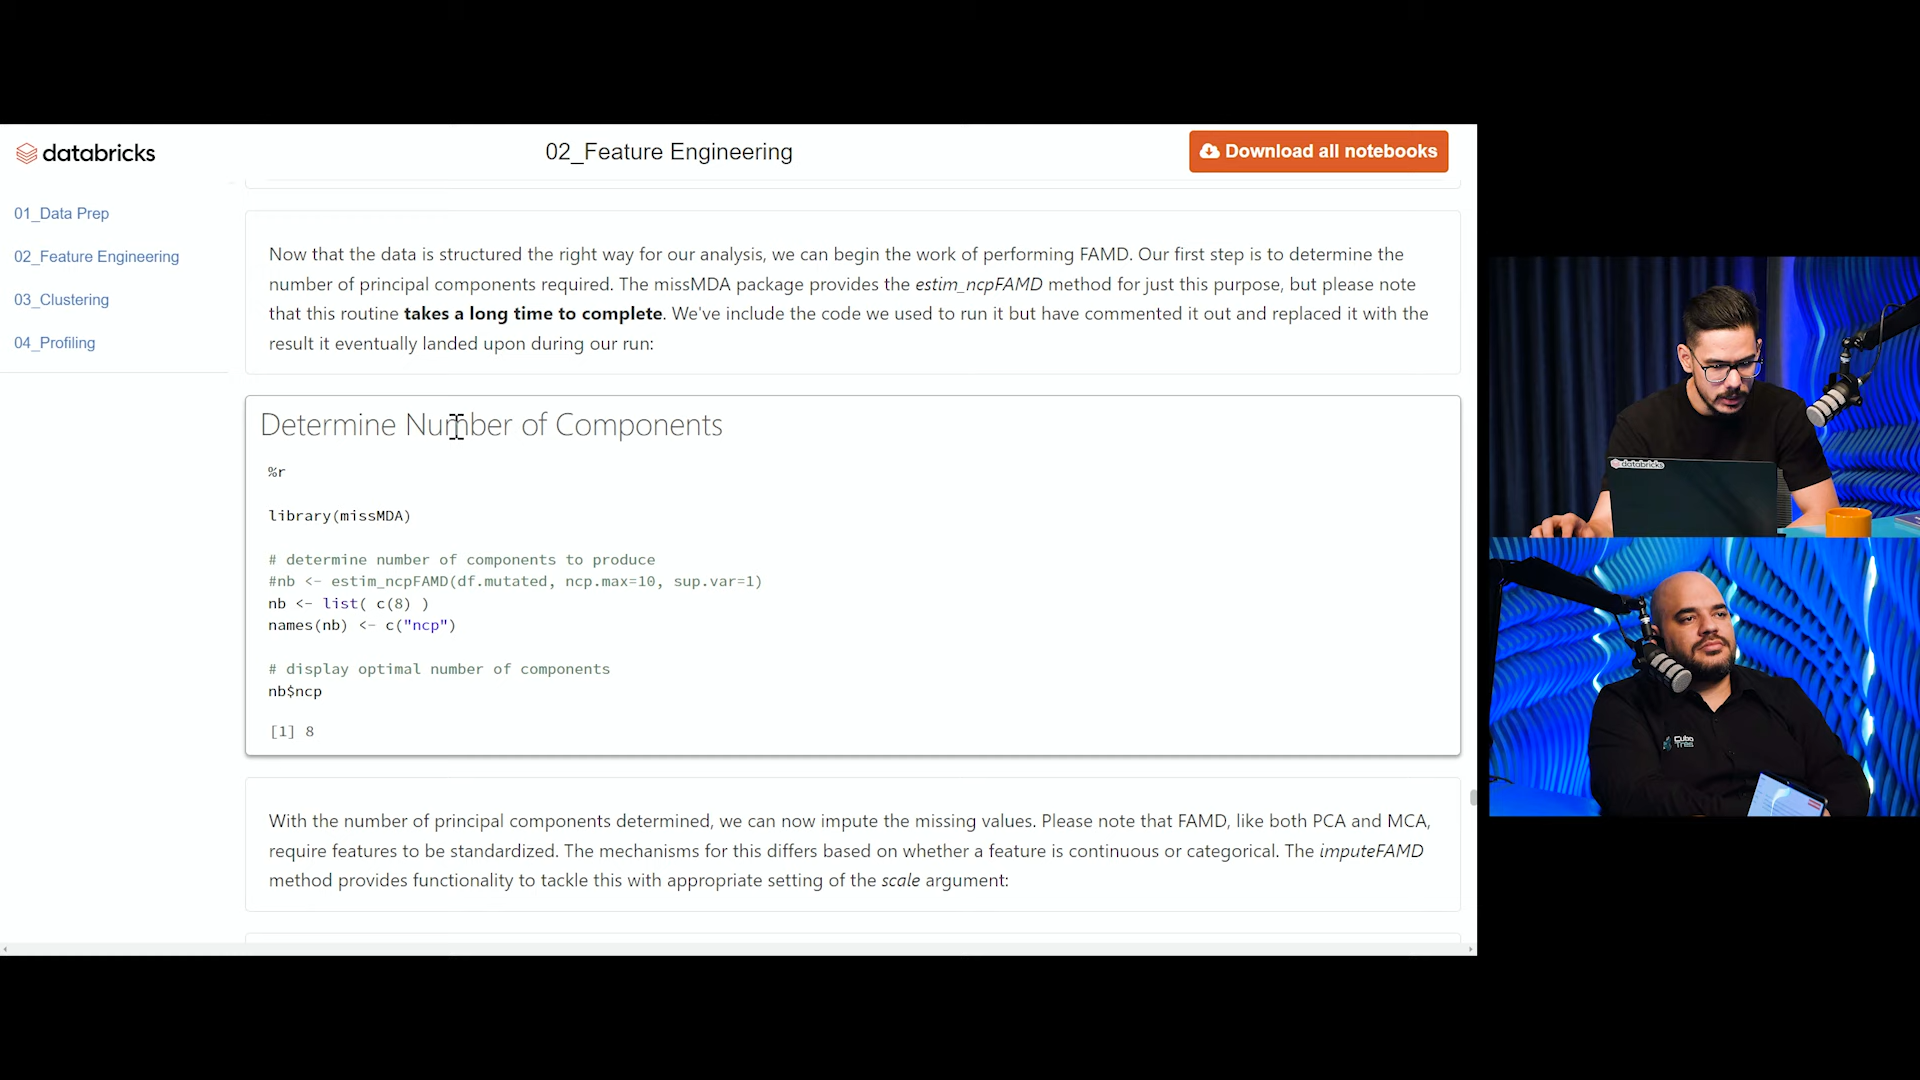 databricks
02_Feature Engineering
Download all notebooks
01_Data Prep
02_Feature Engineering
03_Clustering
04_Profiling
Now that the data is structured the right way for our analysis, we can begin the work of performing FAMD. Our first step is to determine the
number of principal components required. The missMDA package provides the estim_ncpFAMD method for just this purpose, but please note
that this routine takes a long time to complete. We've include the code we used to run it but have commented it out and replaced it with the
result it eventually landed upon during our run:
Determine Number of Components
%r
library(missMDA)
# determine number of components to produce
#nb <- estim_ncpFAMD(df.mutated, ncp.max=10, sup.var=1)
nb <- list( c(8) )
names(nb) <- c("ncp")
# display optimal number of components
nb$ncp
[1] 8
With the number of principal components determined, we can now impute the missing values. Please note that FAMD, like both PCA and MCA,
require features to be standardized. The mechanisms for this differs based on whether a feature is continuous or categorical. The imputeFAMD
method provides functionality to tackle this with appropriate setting of the scale argument:
databricks
Cubo
Três